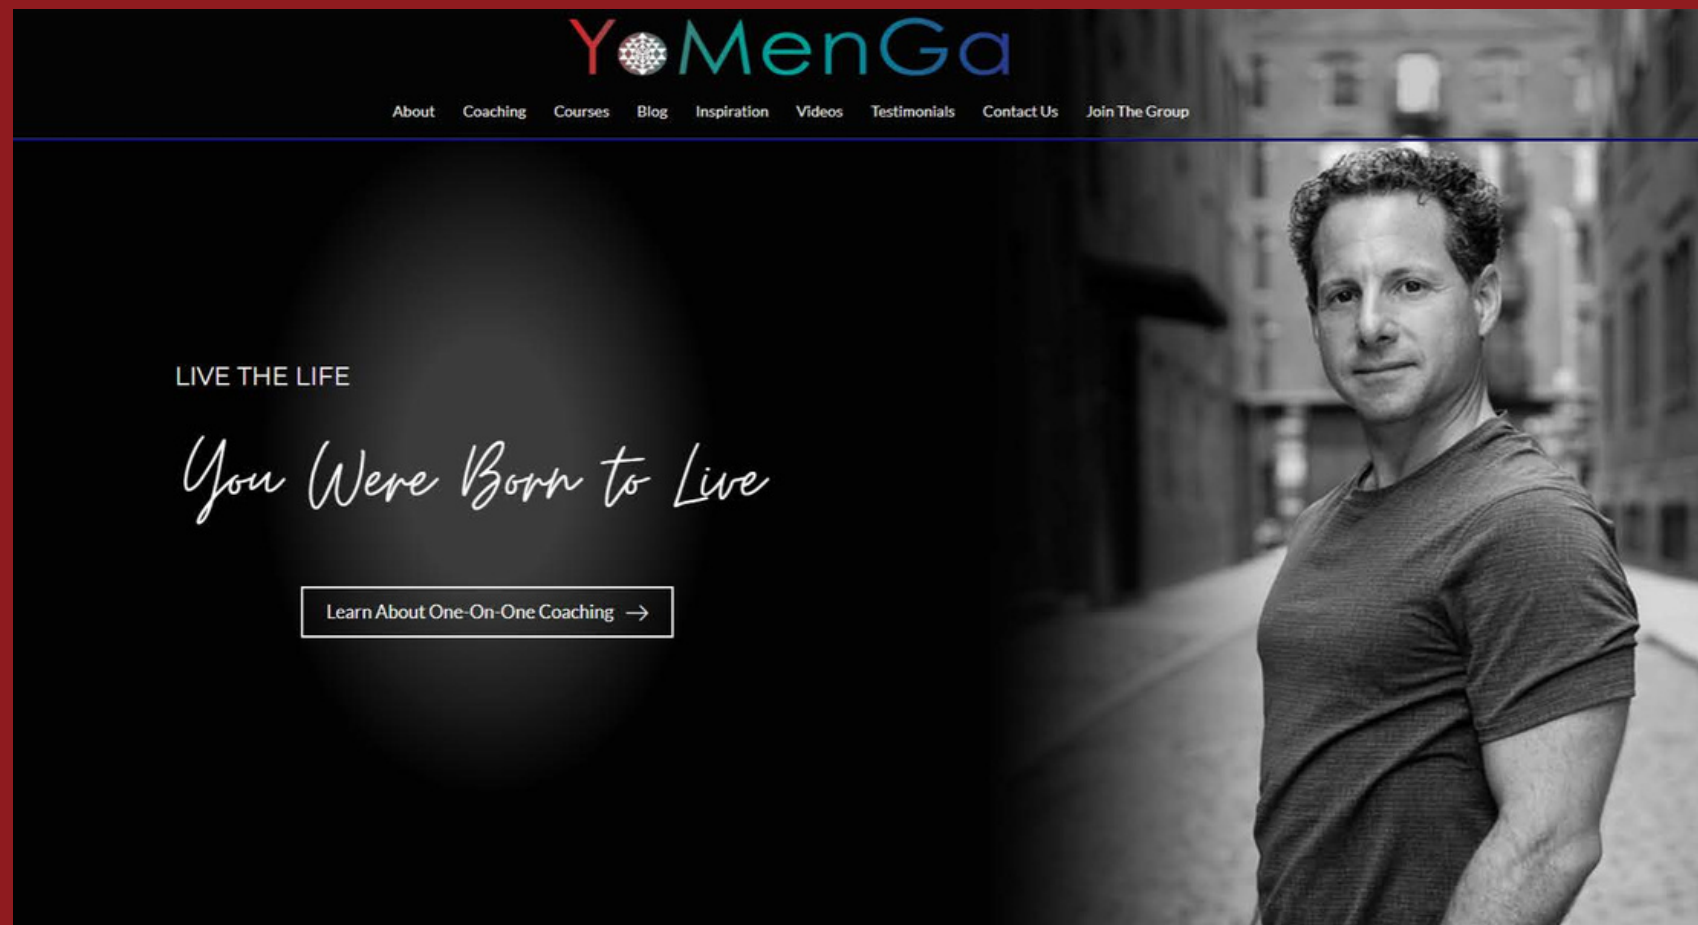 YoMenGa
About Coaching Courses Blog Inspiration Videos Testimonials Contact Us Join The Group
LIVE THE LIFE
You Were Born to Live
Learn About One-On-One Coaching →